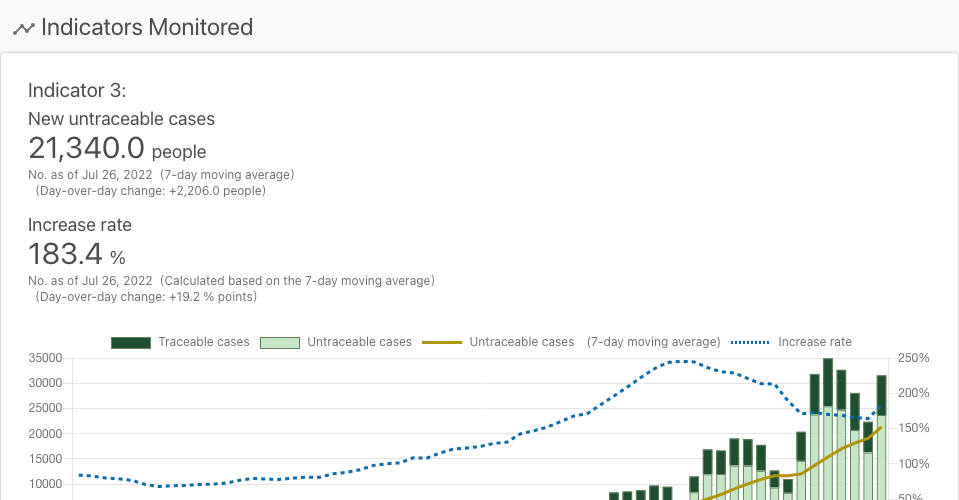 Indicators Monitored
Indicator 3:
New untraceable cases
21,340.0 people
No. as of Jul 26, 2022 (7-day moving average)
(Day-over-day change: +2,206.0 people)
Increase rate
183.4 %
No. as of Jul 26, 2022 (Calculated based on the 7-day moving average)
(Day-over-day change: +19.2 % points)
Traceable cases Untraceable cases Untraceable cases (7-day moving average) Increase rate
35000 250%
30000
200%
25000
20000 150%
15000
100%
10000
50%